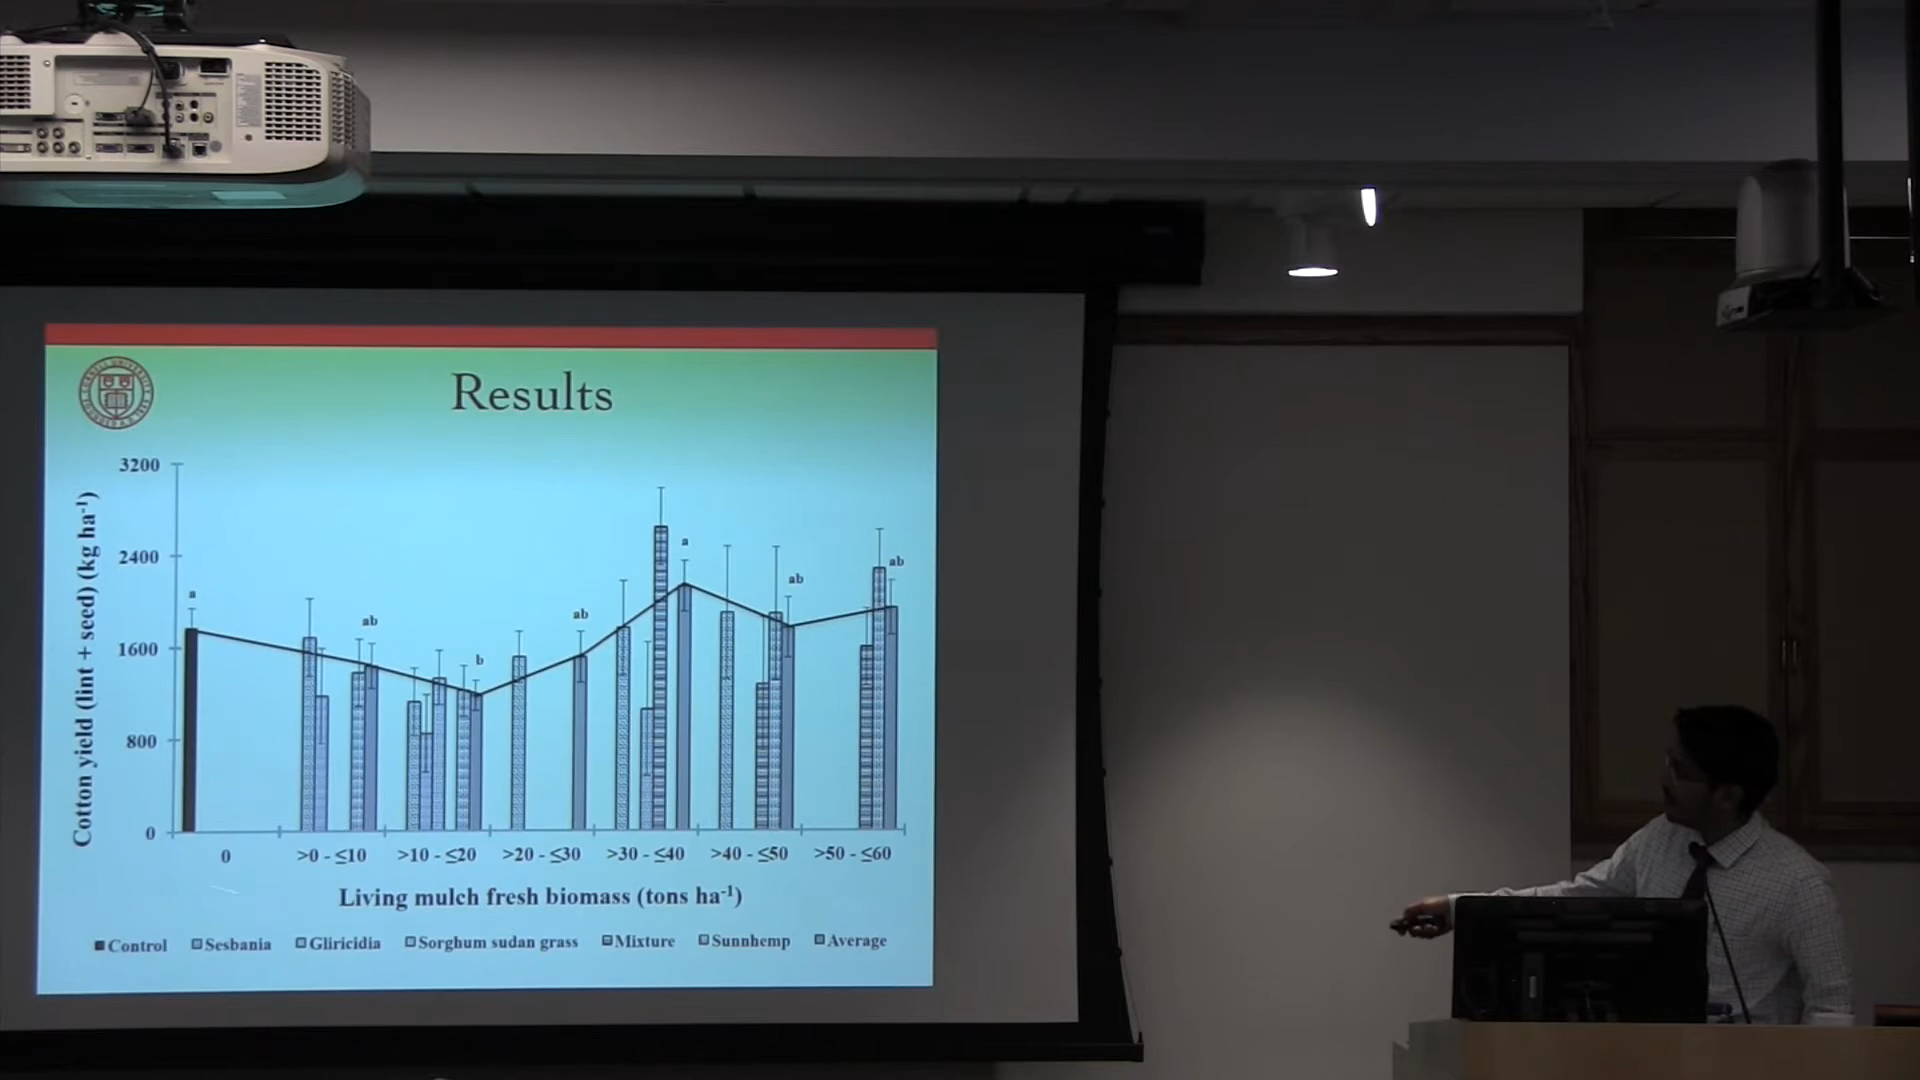 Results
Cotton yield (lint + seed) (kg ha⁻¹)
3200
2400
1600
800
0
a
ab
b
ab
a
ab
ab
0
>0 - ≤10
>10 - ≤20
>20 - ≤30
>30 - ≤40
>40 - ≤50
>50 - ≤60
Living mulch fresh biomass (tons ha⁻¹)
Control Sesbania Gliricidia Sorghum sudan grass Mixture Sunnhemp Average